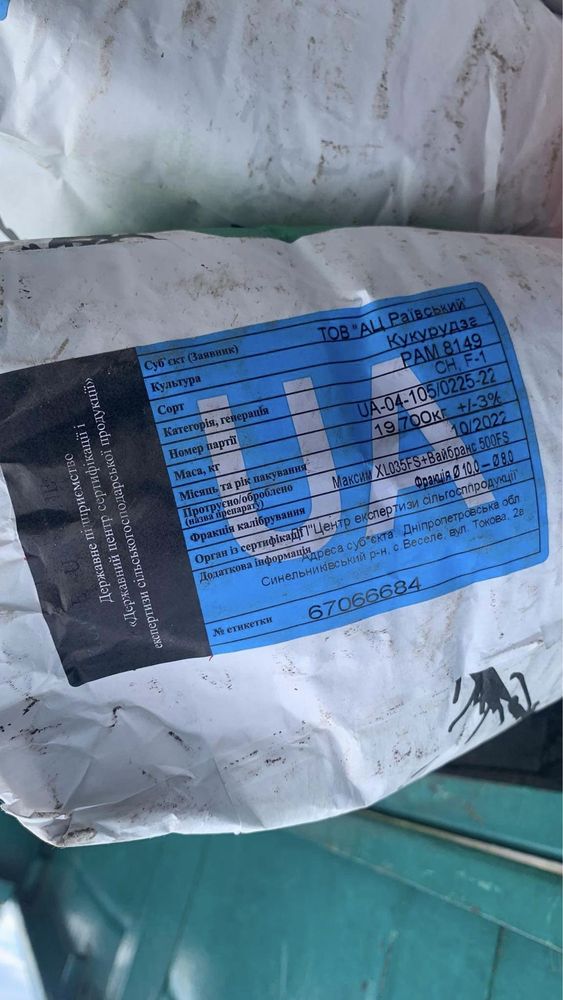 Державне підприємство
«Державний центр сертифікації і
експертизи сільськогосподарської продукції»
UA
Суб'єкт (Заявник) ТОВ "АЦ Раївський
Культура Кукурудзе
Сорт РАМ 8149
Категорія, генерація СН, F-1
Номер партії UA-04-105/0225-22
Маса, кг 19,700кг +/-3%
Місяць та рік пакування 10/2022
Протруєно/оброблено Максим XL035FS+Вайбранс 500FS
(назва препарату)
Фракція калібрування Фракція Ø 10.0 – Ø 8.0
Орган із сертифікації ДП"Центр експертизи сільгосппродукції"
Додаткова інформація Адреса суб"єкта Дніпропетровська обл
Синельниківський р-н, с Веселе, вул. Токова, 2в
№ етикетки 67066684